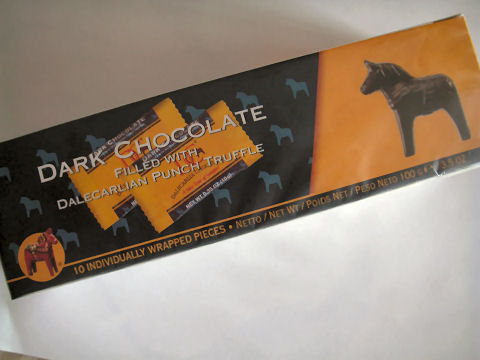 DARK CHOCOLATE
FILLED WITH
DALECARLIAN PUNCH TRUFFLE
10 INDIVIDUALLY WRAPPED PIECES • NETTO / NET WT / POIDS NET / PESO NETO 100 G